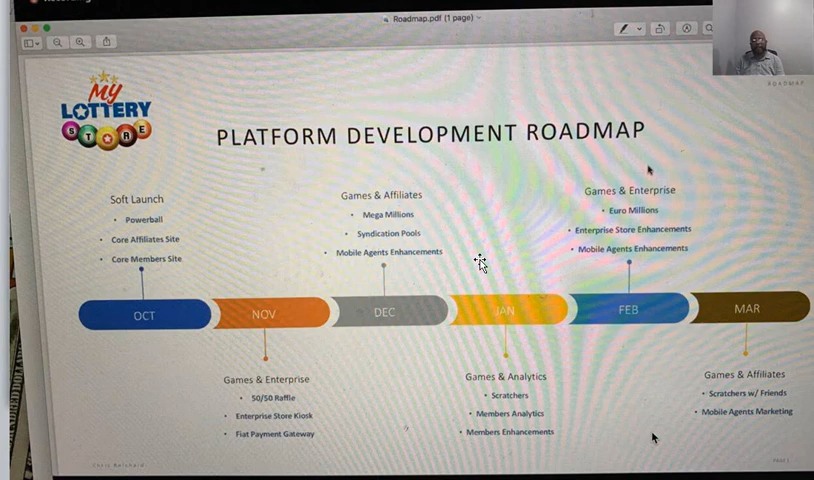 Roadmap.pdf (1 page)
ROADMAP
My
LOTTERY
STORE
PLATFORM DEVELOPMENT ROADMAP
Soft Launch
• Powerball
• Core Affiliates Site
• Core Members Site
Games & Affiliates
• Mega Millions
• Syndication Pools
• Mobile Agents Enhancements
Games & Enterprise
• Euro Millions
• Enterprise Store Enhancements
• Mobile Agents Enhancements
OCT
NOV
DEC
JAN
FEB
MAR
Games & Enterprise
• 50/50 Raffle
• Enterprise Store Kiosk
• Fiat Payment Gateway
Games & Analytics
• Scratchers
• Members Analytics
• Members Enhancements
Games & Affiliates
• Scratchers w/ Friends
• Mobile Agents Marketing